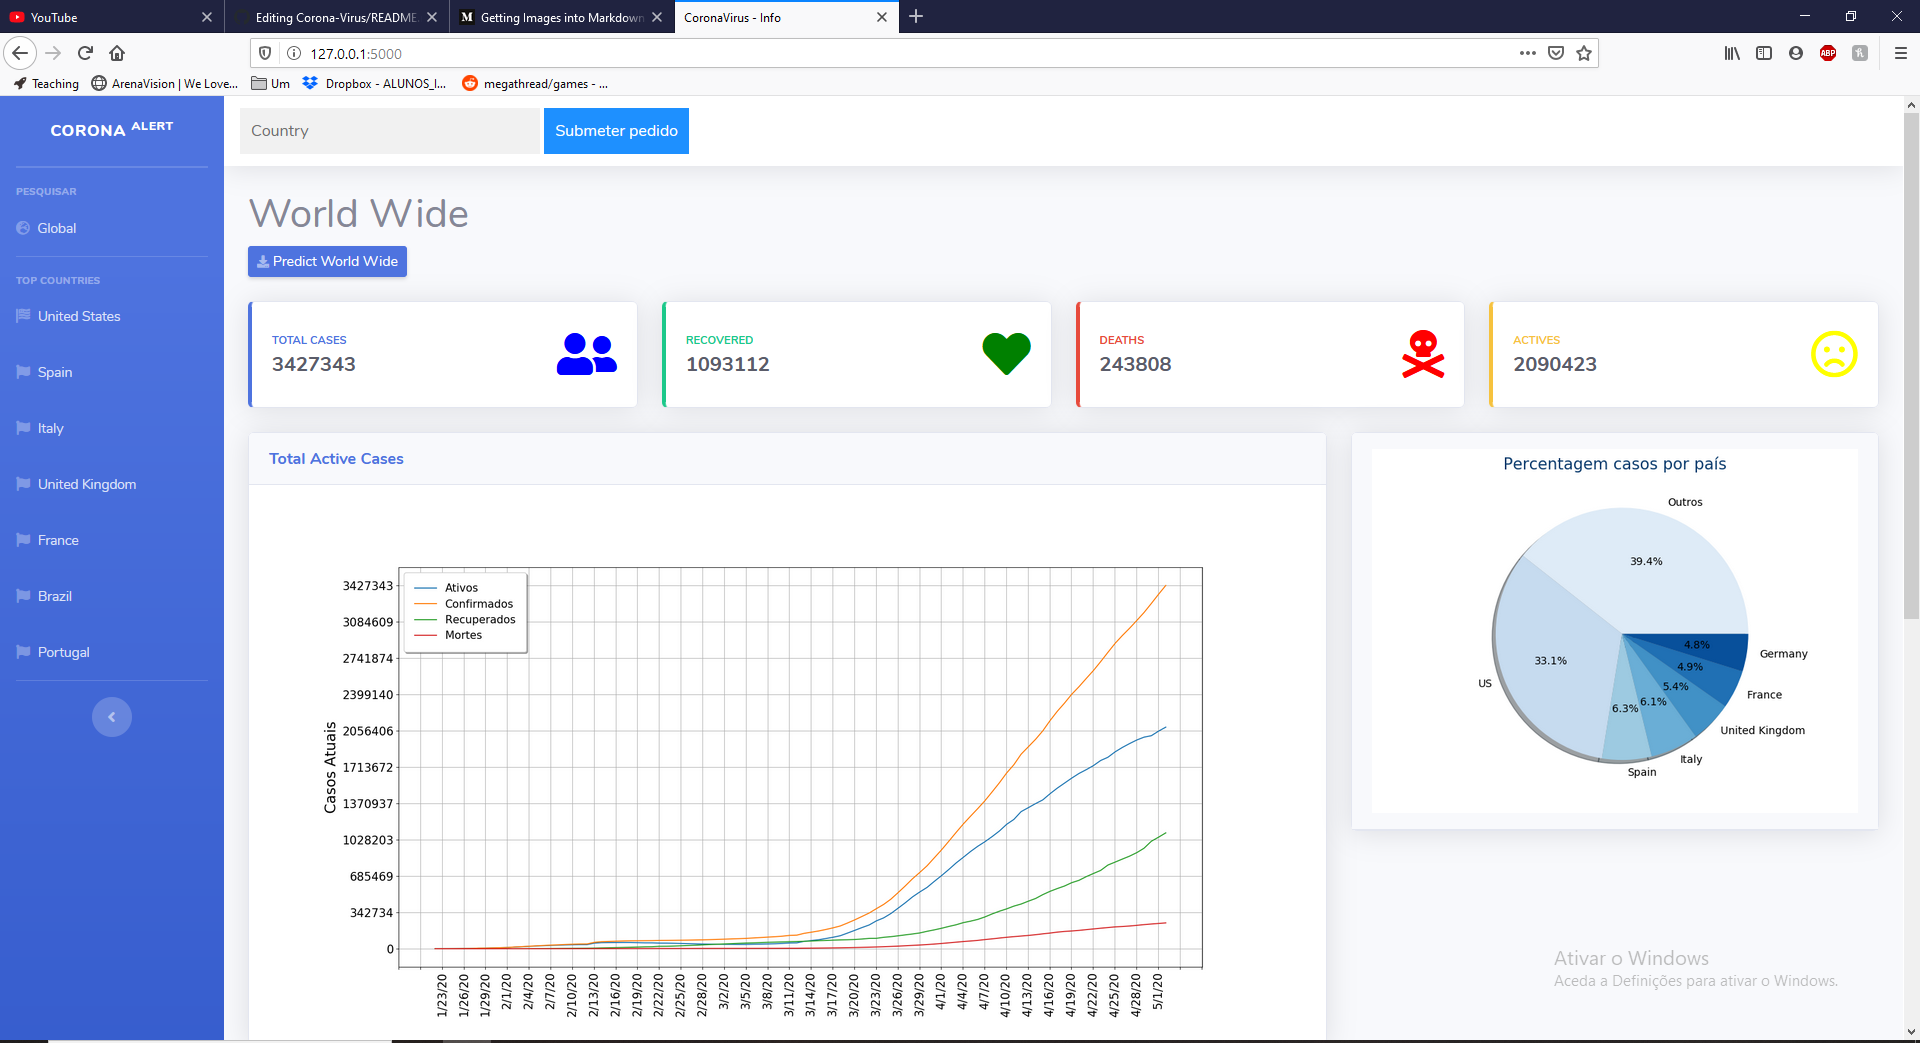 YouTube
Editing Corona-Virus/README.
Getting Images into Markdown
CoronaVirus - Info
127.0.0.1:5000
ABP
Teaching
ArenaVision | We Love...
Um
Dropbox - ALUNOS_I...
megathread/games - ...
CORONA ALERT
Country
Submeter pedido
PESQUISAR
Global
TOP COUNTRIES
United States
Spain
Italy
United Kingdom
France
Brazil
Portugal
World Wide
Predict World Wide
TOTAL CASES
3427343
RECOVERED
1093112
DEATHS
243808
ACTIVES
2090423
Total Active Cases
Ativos
Confirmados
Recuperados
Mortes
Casos Atuais
3427343
3084609
2741874
2399140
2056406
1713672
1370937
1028203
685469
342734
0
1/23/20
1/26/20
1/29/20
2/1/20
2/4/20
2/7/20
2/10/20
2/13/20
2/16/20
2/19/20
2/22/20
2/25/20
2/28/20
3/2/20
3/5/20
3/8/20
3/11/20
3/14/20
3/17/20
3/20/20
3/23/20
3/26/20
3/29/20
4/1/20
4/4/20
4/7/20
4/10/20
4/13/20
4/16/20
4/19/20
4/22/20
4/25/20
4/28/20
5/1/20
Percentagem casos por país
Outros
39.4%
US
33.1%
Spain
6.3%
Italy
6.1%
United Kingdom
5.4%
France
4.9%
Germany
4.8%
Ativar o Windows
Aceda a Definições para ativar o Windows.